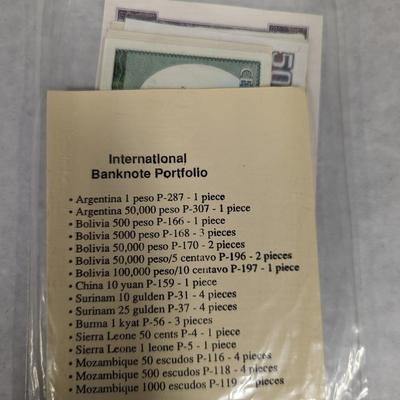 50
International
Banknote Portfolio
• Argentina 1 peso P-287 - 1 piece
• Argentina 50,000 peso P-307 - 1 piece
• Bolivia 500 peso P-166 - 1 piece
• Bolivia 5000 peso P-168 - 3 pieces
• Bolivia 50,000 peso P-170 - 2 pieces
• Bolivia 50,000 peso/5 centavo P-196 - 2 pieces
• Bolivia 100,000 peso/10 centavo P-197 - 1 piece
• China 10 yuan P-159 - 1 piece
• Surinam 10 gulden P-31 - 4 pieces
• Surinam 25 gulden P-37 - 4 pieces
• Burma 1 kyat P-56 - 3 pieces
• Sierra Leone 50 cents P-4 - 1 piece
• Sierra Leone 1 leone P-5 - 1 piece
• Mozambique 50 escudos P-116 - 4 pieces
• Mozambique 500 escudos P-118 - 4 pieces
• Mozambique 1000 escudos P-119 - pieces